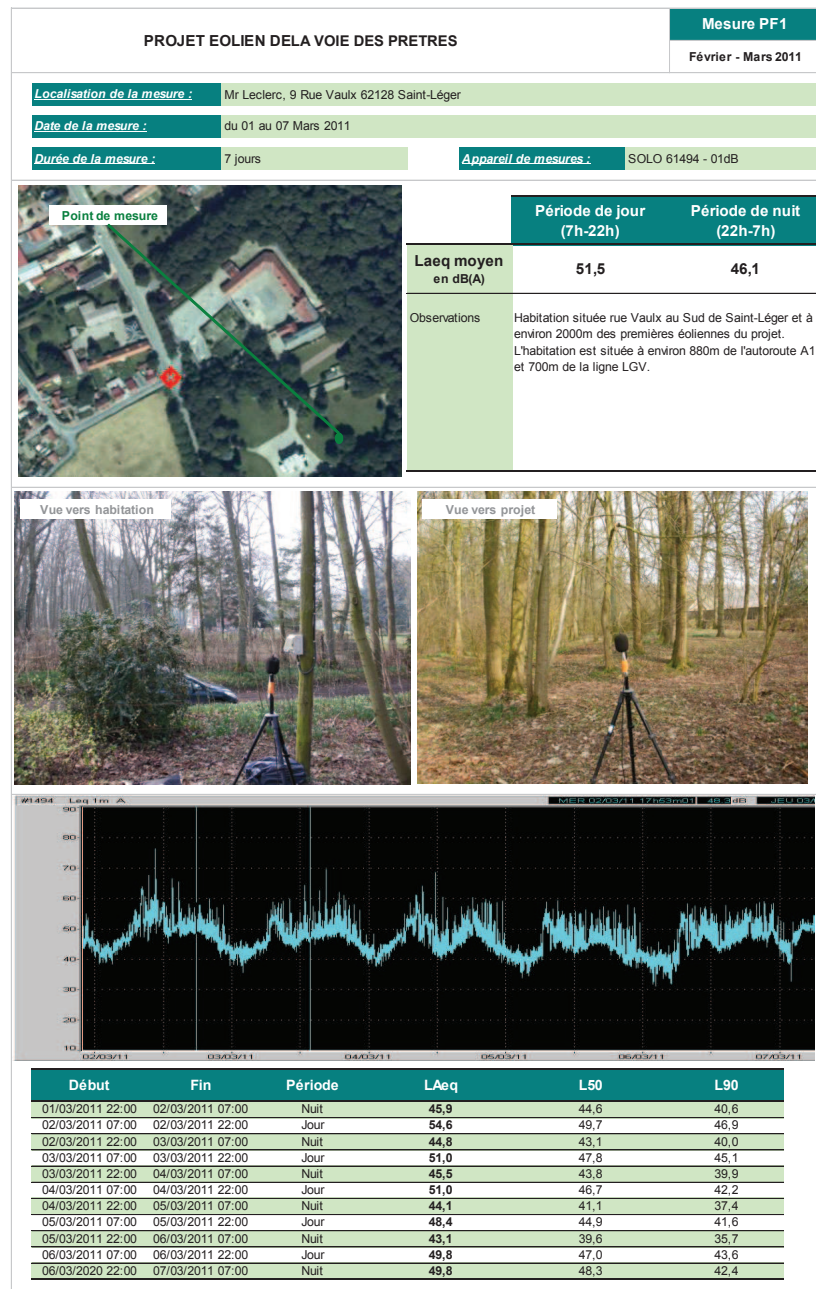 PROJET EOLIEN DELA VOIE DES PRETRES
Mesure PF1
Février - Mars 2011
Localisation de la mesure : Mr Leclerc, 9 Rue Vaulx 62128 Saint-Léger
Date de la mesure : du 01 au 07 Mars 2011
Durée de la mesure : 7 jours Appareil de mesures : SOLO 61494 - 01dB
Point de mesure
Période de jour Période de nuit
(7h-22h) (22h-7h)
Laeq moyen
en dB(A) 51,5 46,1
Observations Habitation située rue Vaulx au Sud de Saint-Léger et à
environ 2000m des premières éoliennes du projet.
L'habitation est située à environ 880m de l'autoroute A1
et 700m de la ligne LGV.
Vue vers habitation Vue vers projet
#1494 Leq 1m A MER 02/03/11 17h53m01 48.3 dB JEU 03/
90
80
70
60
50
40
30
20
10
02/03/11 03/03/11 04/03/11 05/03/11 06/03/11 07/03/11
Début Fin Période LAeq L50 L90
01/03/2011 22:00 02/03/2011 07:00 Nuit 45,9 44,6 40,6
02/03/2011 07:00 02/03/2011 22:00 Jour 54,6 49,7 46,9
02/03/2011 22:00 03/03/2011 07:00 Nuit 44,8 43,1 40,0
03/03/2011 07:00 03/03/2011 22:00 Jour 51,0 47,8 45,1
03/03/2011 22:00 04/03/2011 07:00 Nuit 45,5 43,8 39,9
04/03/2011 07:00 04/03/2011 22:00 Jour 51,0 46,7 42,2
04/03/2011 22:00 05/03/2011 07:00 Nuit 44,1 41,1 37,4
05/03/2011 07:00 05/03/2011 22:00 Jour 48,4 44,9 41,6
05/03/2011 22:00 06/03/2011 07:00 Nuit 43,1 39,6 35,7
06/03/2011 07:00 06/03/2011 22:00 Jour 49,8 47,0 43,6
06/03/2020 22:00 07/03/2011 07:00 Nuit 49,8 48,3 42,4